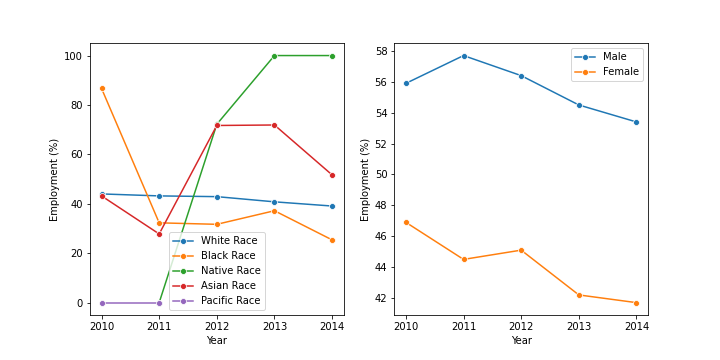 100
80
60
40
20
0
Employment (%)
2010 2011 2012 2013 2014
Year
White Race
Black Race
Native Race
Asian Race
Pacific Race
58
56
54
52
50
48
46
44
42
Employment (%)
2010 2011 2012 2013 2014
Year
Male
Female